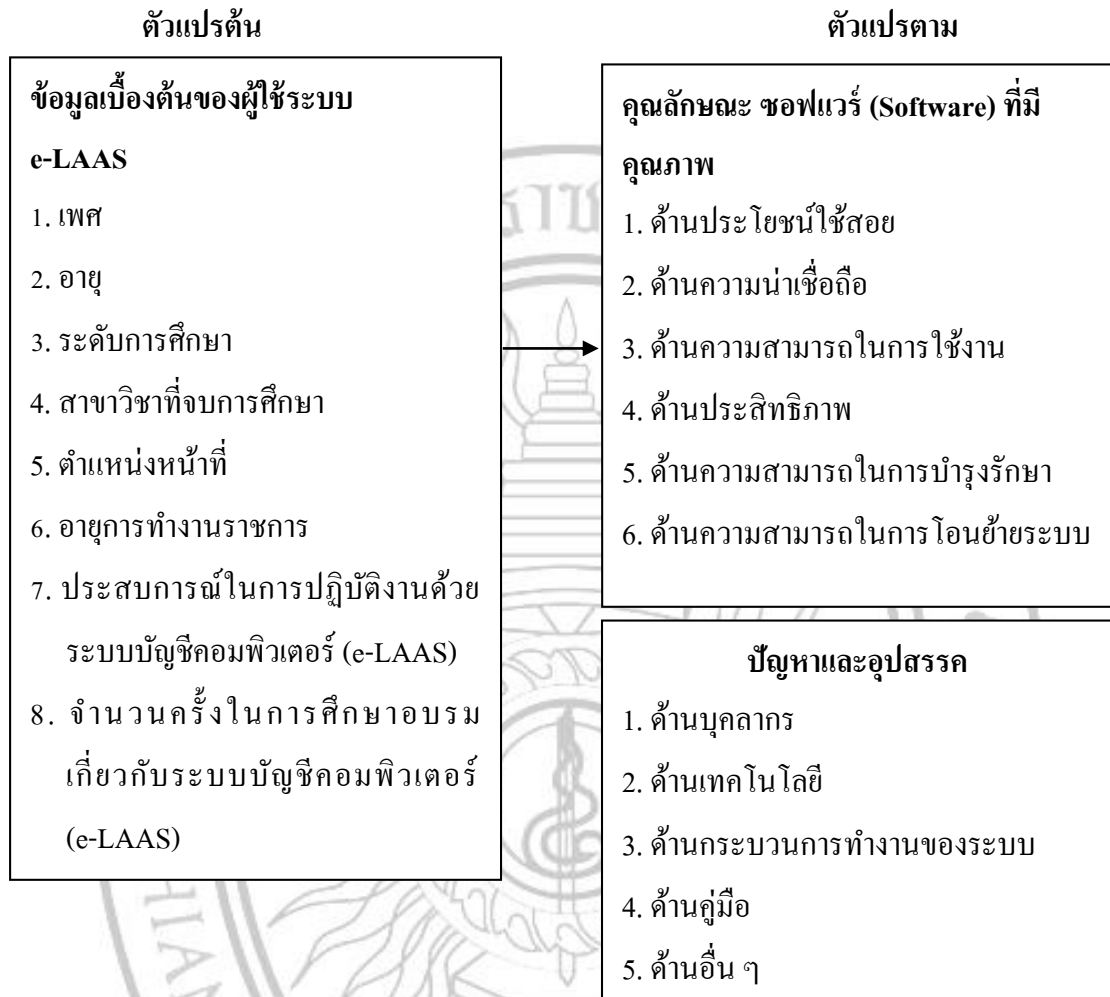 ตัวแปรต้น
ตัวแปรตาม
ข้อมูลเบื้องต้นของผู้ใช้ระบบ
e-LAAS
1. เพศ
2. อายุ
3. ระดับการศึกษา
4. สาขาวิชาที่จบการศึกษา
5. ตำแหน่งหน้าที่
6. อายุการทำงานราชการ
7. ประสบการณ์ในการปฏิบัติงานด้วย
ระบบบัญชีคอมพิวเตอร์ (e-LAAS)
8. จำนวนครั้งในการศึกษาอบรม
เกี่ยวกับระบบบัญชีคอมพิวเตอร์
(e-LAAS)
คุณลักษณะ ซอฟแวร์ (Software) ที่มี
คุณภาพ
1. ด้านประโยชน์ใช้สอย
2. ด้านความน่าเชื่อถือ
3. ด้านความสามารถในการใช้งาน
4. ด้านประสิทธิภาพ
5. ด้านความสามารถในการบำรุงรักษา
6. ด้านความสามารถในการโอนย้ายระบบ
ปัญหาและอุปสรรค
1. ด้านบุคลากร
2. ด้านเทคโนโลยี
3. ด้านกระบวนการทำงานของระบบ
4. ด้านคู่มือ
5. ด้านอื่น ๆ